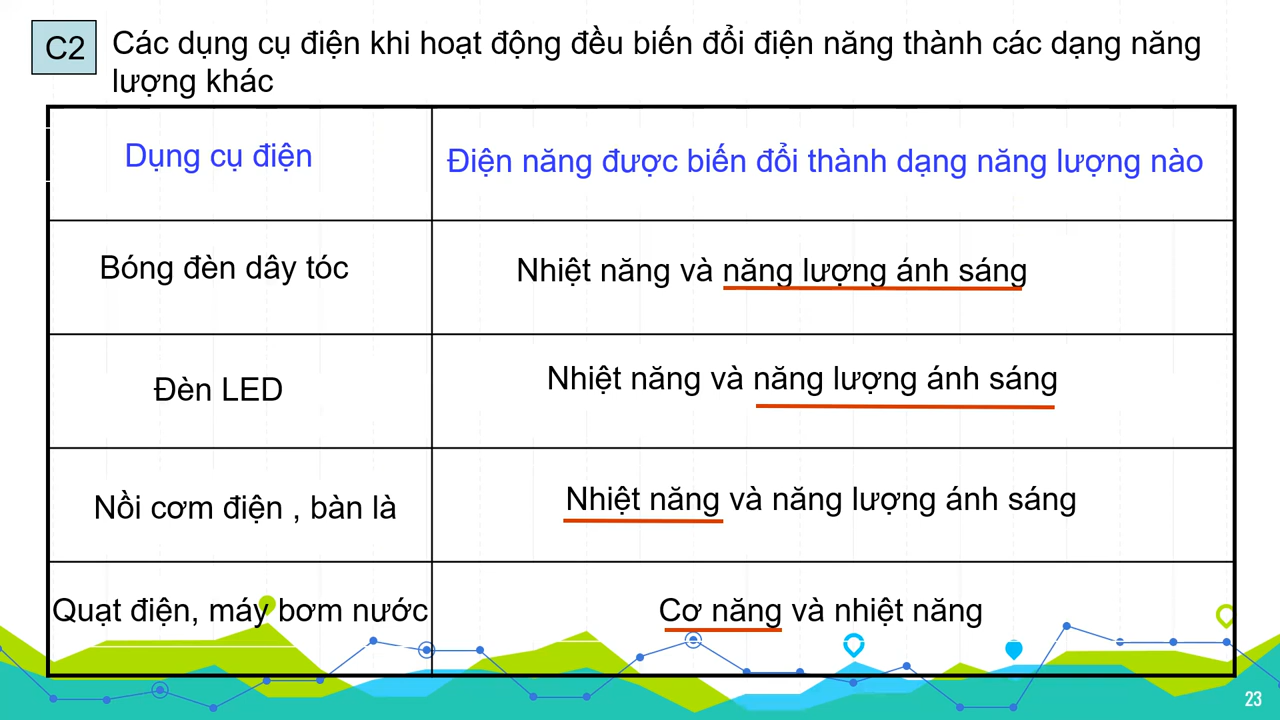 C2
Các dụng cụ điện khi hoạt động đều biến đổi điện năng thành các dạng năng
lượng khác
Dụng cụ điện
Điện năng được biến đổi thành dạng năng lượng nào
Bóng đèn dây tóc
Nhiệt năng và năng lượng ánh sáng
Đèn LED
Nhiệt năng và năng lượng ánh sáng
Nồi cơm điện , bàn là
Nhiệt năng và năng lượng ánh sáng
Quạt điện, máy bơm nước
Cơ năng và nhiệt năng
23